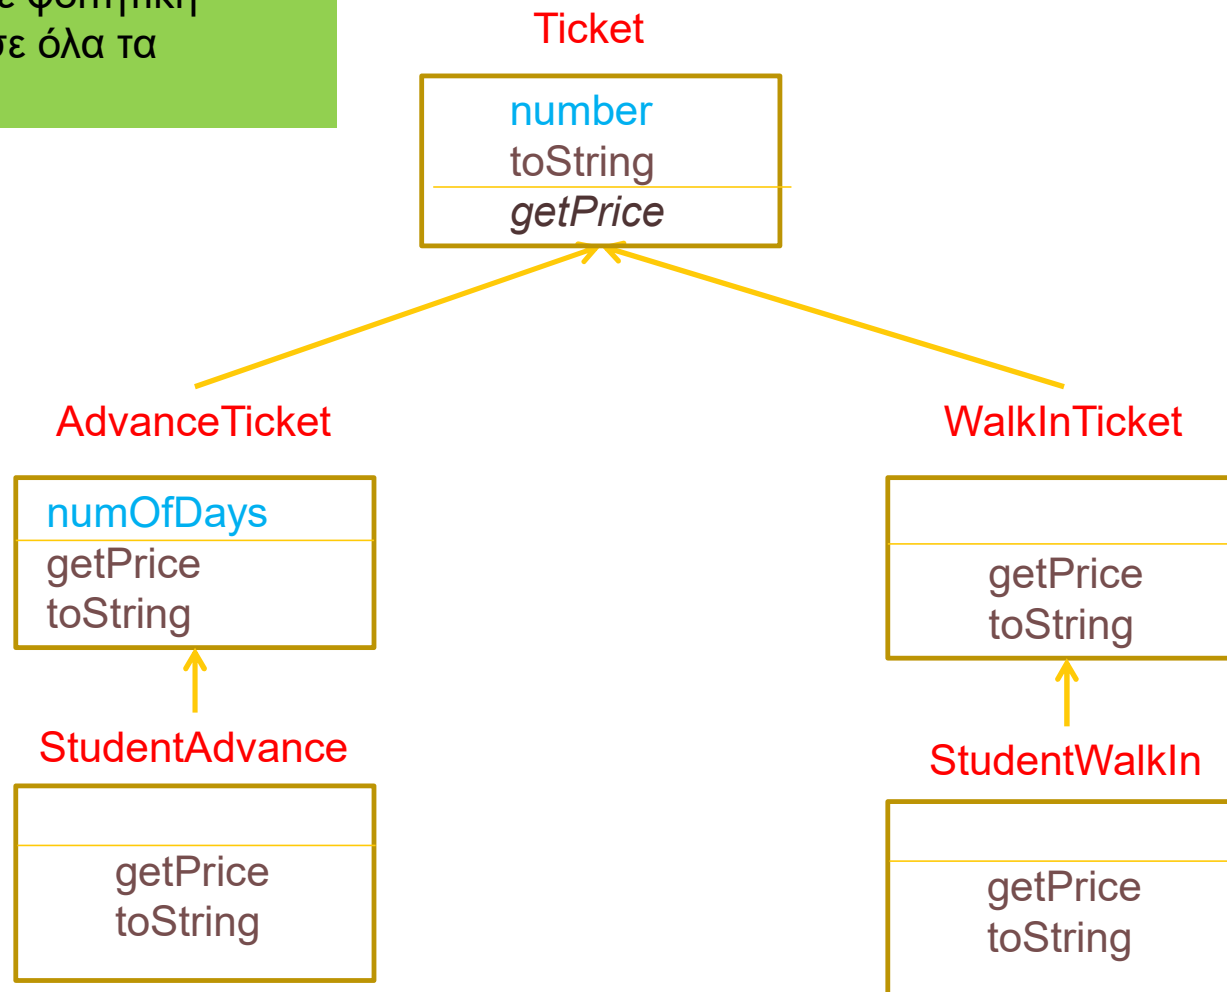 σε όλα τα
Ticket
number
toString
getPrice
AdvanceTicket
numOfDays
getPrice
toString
WalkInTicket
getPrice
toString
StudentAdvance
getPrice
toString
StudentWalkIn
getPrice
toString